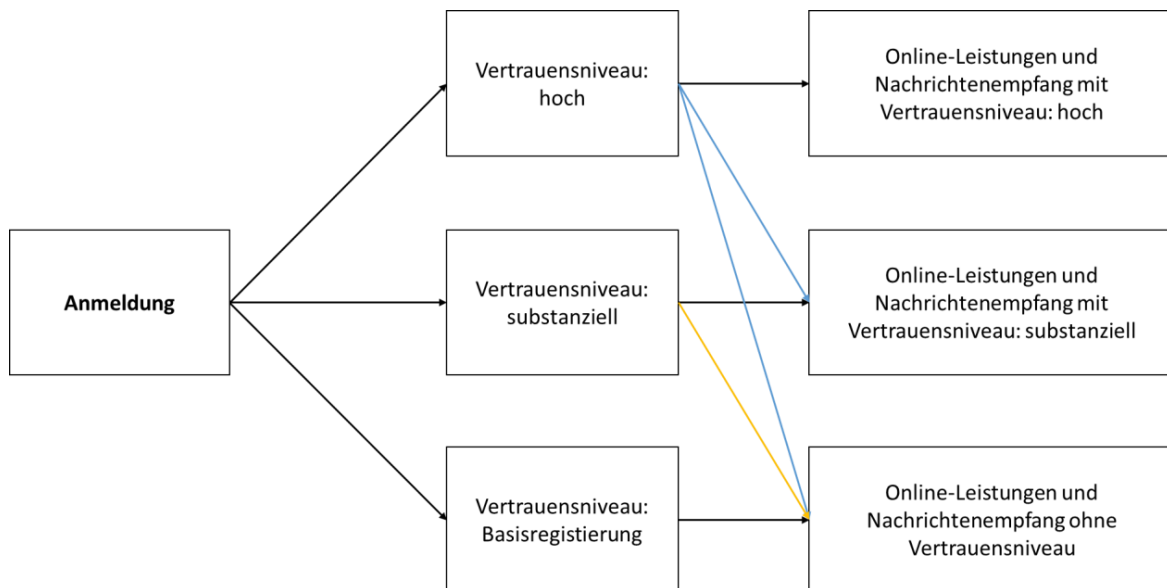 Vertrauensniveau:
hoch
Online-Leistungen und
Nachrichtenempfang mit
Vertrauensniveau: hoch
Anmeldung
Vertrauensniveau:
substanziell
Online-Leistungen und
Nachrichtenempfang mit
Vertrauensniveau: substanziell
Vertrauensniveau:
Basisregistierung
Online-Leistungen und
Nachrichtenempfang ohne
Vertrauensniveau